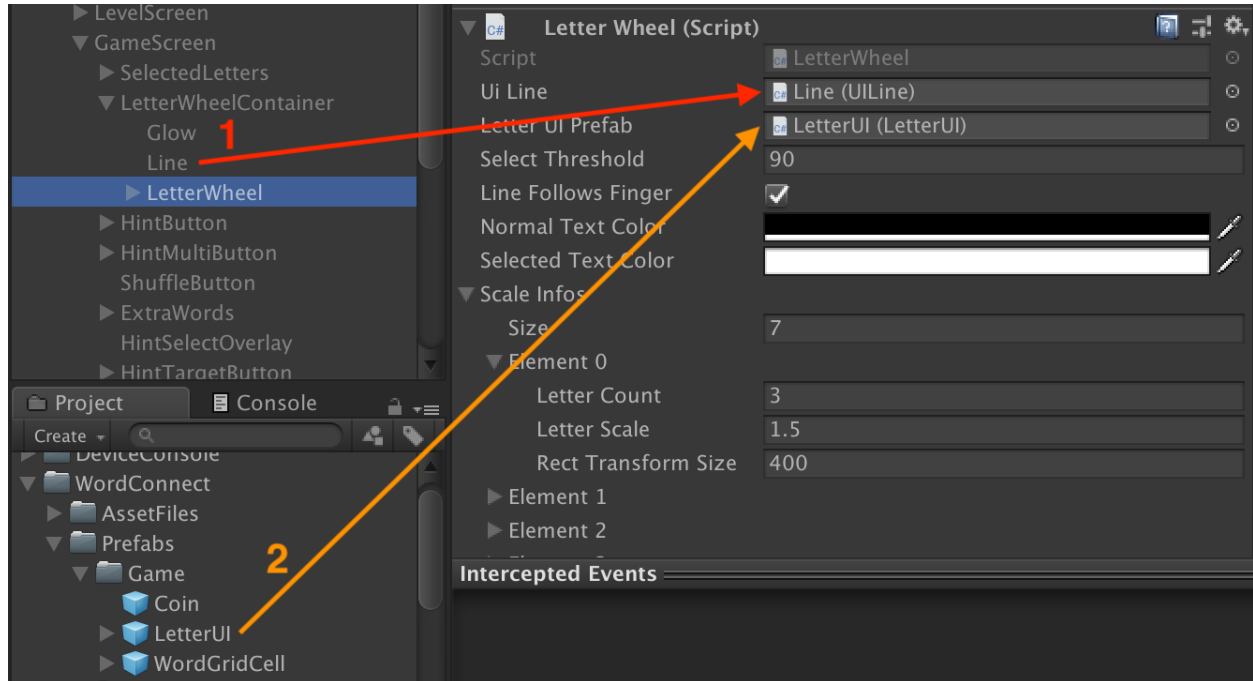 LevelScreen
GameScreen
SelectedLetters
LetterWheelContainer
Glow
1
Line
LetterWheel
HintButton
HintMultiButton
ShuffleButton
ExtraWords
HintSelectOverlay
HintTargetButton
Project
Console
Create
DeviceConsole
WordConnect
AssetFiles
Prefabs
2
Game
Coin
LetterUI
WordGridCell
C# Letter Wheel (Script)
Script LetterWheel
Ui Line Line (UILine)
Letter UI Prefab LetterUI (LetterUI)
Select Threshold 90
Line Follows Finger
Normal Text Color
Selected Text Color
Scale Infos
Size 7
Element 0
Letter Count 3
Letter Scale 1.5
Rect Transform Size 400
Element 1
Element 2
Intercepted Events